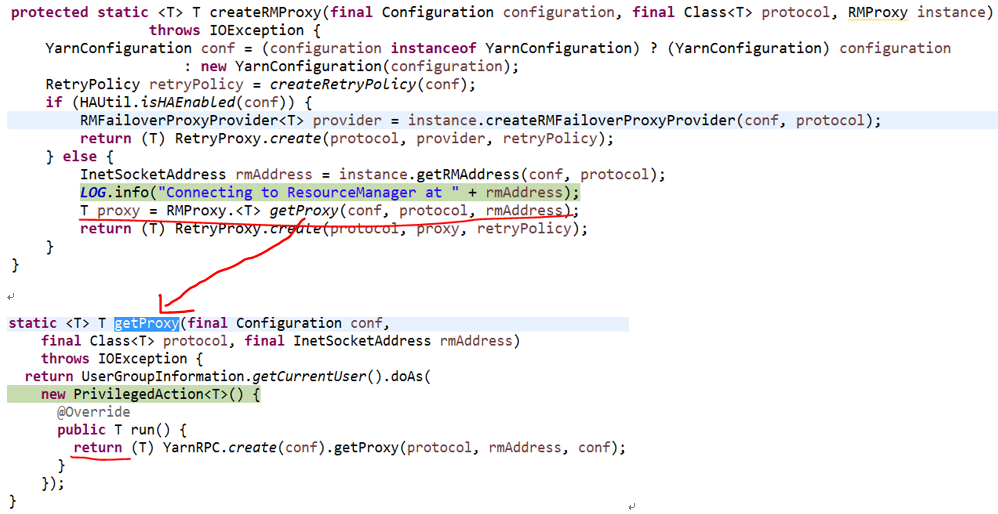 protected static <T> T createRMProxy(final Configuration configuration, final Class<T> protocol, RMProxy instance)
throws IOException {
YarnConfiguration conf = (configuration instanceof YarnConfiguration) ? (YarnConfiguration) configuration
: new YarnConfiguration(configuration);
RetryPolicy retryPolicy = createRetryPolicy(conf);
if (HAUtil.isHAEnabled(conf)) {
RMFailoverProxyProvider<T> provider = instance.createRMFailoverProxyProvider(conf, protocol);
return (T) RetryProxy.create(protocol, provider, retryPolicy);
} else {
InetSocketAddress rmAddress = instance.getRMAddress(conf, protocol);
LOG.info("Connecting to ResourceManager at " + rmAddress);
T proxy = RMProxy.<T> getProxy(conf, protocol, rmAddress);
return (T) RetryProxy.create(protocol, proxy, retryPolicy);
}
}
static <T> T getProxy(final Configuration conf,
final Class<T> protocol, final InetSocketAddress rmAddress)
throws IOException {
return UserGroupInformation.getCurrentUser().doAs(
new PrivilegedAction<T>() {
@Override
public T run() {
return (T) YarnRPC.create(conf).getProxy(protocol, rmAddress, conf);
}
});
}